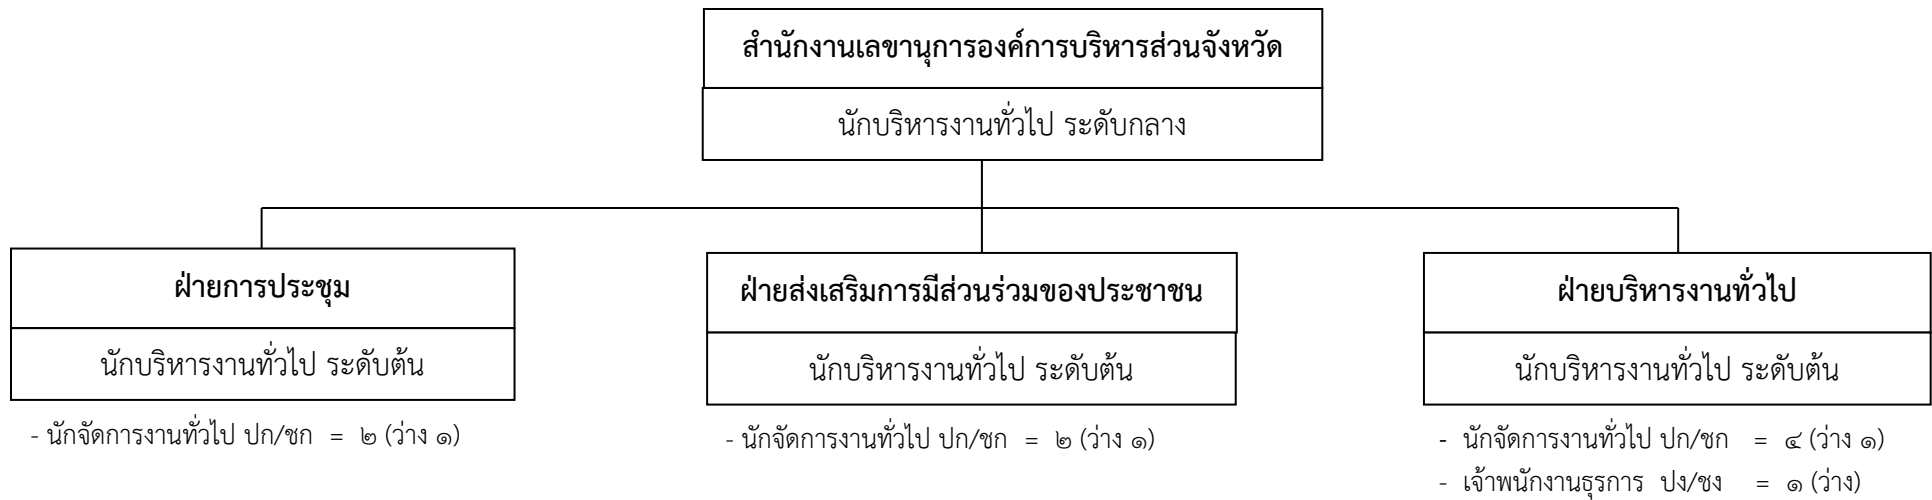 สำนักงานเลขานุการองค์การบริหารส่วนจังหวัด
นักบริหารงานทั่วไป ระดับกลาง
ฝ่ายการประชุม
นักบริหารงานทั่วไป ระดับต้น
- นักจัดการงานทั่วไป ปก/ชก = ๒ (ว่าง ๑)
ฝ่ายส่งเสริมการมีส่วนร่วมของประชาชน
นักบริหารงานทั่วไป ระดับต้น
- นักจัดการงานทั่วไป ปก/ชก = ๒ (ว่าง ๑)
ฝ่ายบริหารงานทั่วไป
นักบริหารงานทั่วไป ระดับต้น
- นักจัดการงานทั่วไป ปก/ชก = ๔ (ว่าง ๑)
- เจ้าพนักงานธุรการ ปง/ชง = ๑ (ว่าง)